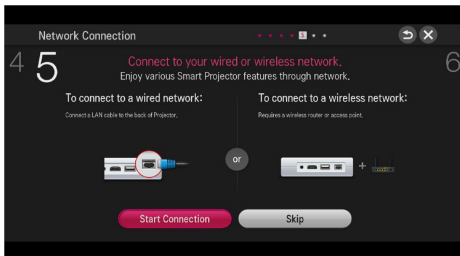 Network Connection
5
4 5
6
Connect to your wired or wireless network.
Enjoy various Smart Projector features through network.
To connect to a wired network:
Connect a LAN cable to the back of Projector.
To connect to a wireless network:
Requires a wireless router or access point.
or
+
Start Connection
Skip